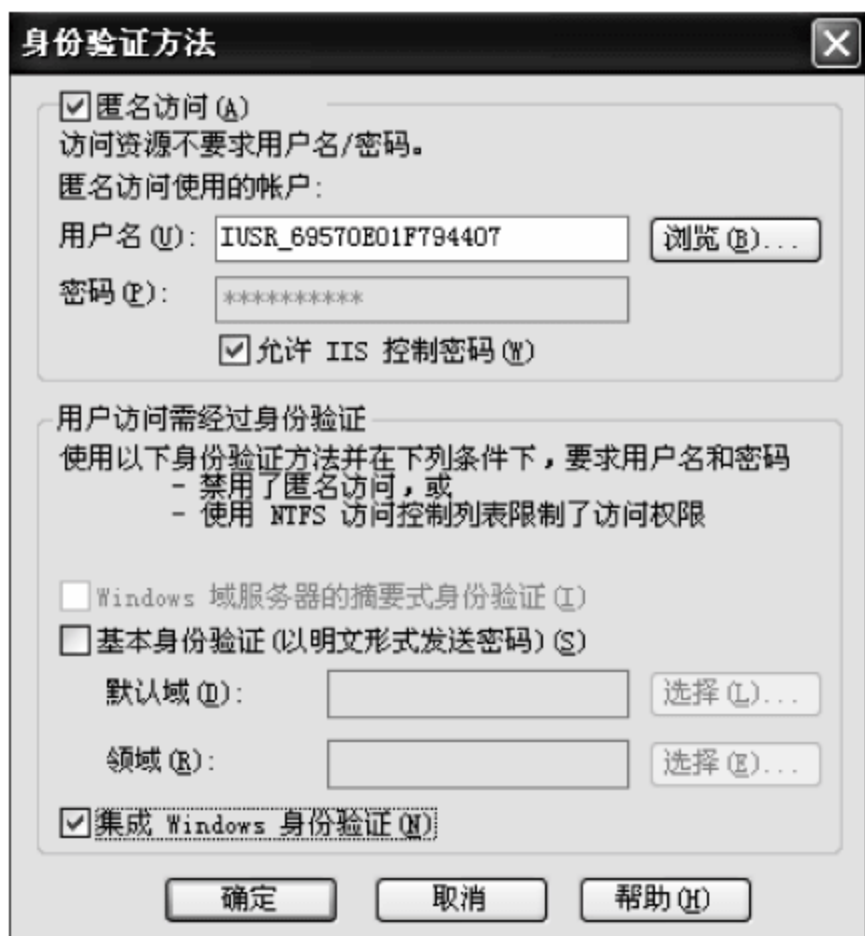 身份验证方法
匿名访问(A)
访问资源不要求用户名/密码。
匿名访问使用的帐户:
用户名(U): IUSR_69570E01F794407 浏览(B)...
密码(P): **********
允许 IIS 控制密码(W)
用户访问需经过身份验证
使用以下身份验证方法并在下列条件下，要求用户名和密码
- 禁用了匿名访问，或
- 使用 NTFS 访问控制列表限制了访问权限
Windows 域服务器的摘要式身份验证(I)
基本身份验证(以明文形式发送密码)(S)
默认域(D): 选择(L)...
领域(R): 选择(E)...
集成 Windows 身份验证(N)
确定 取消 帮助(H)